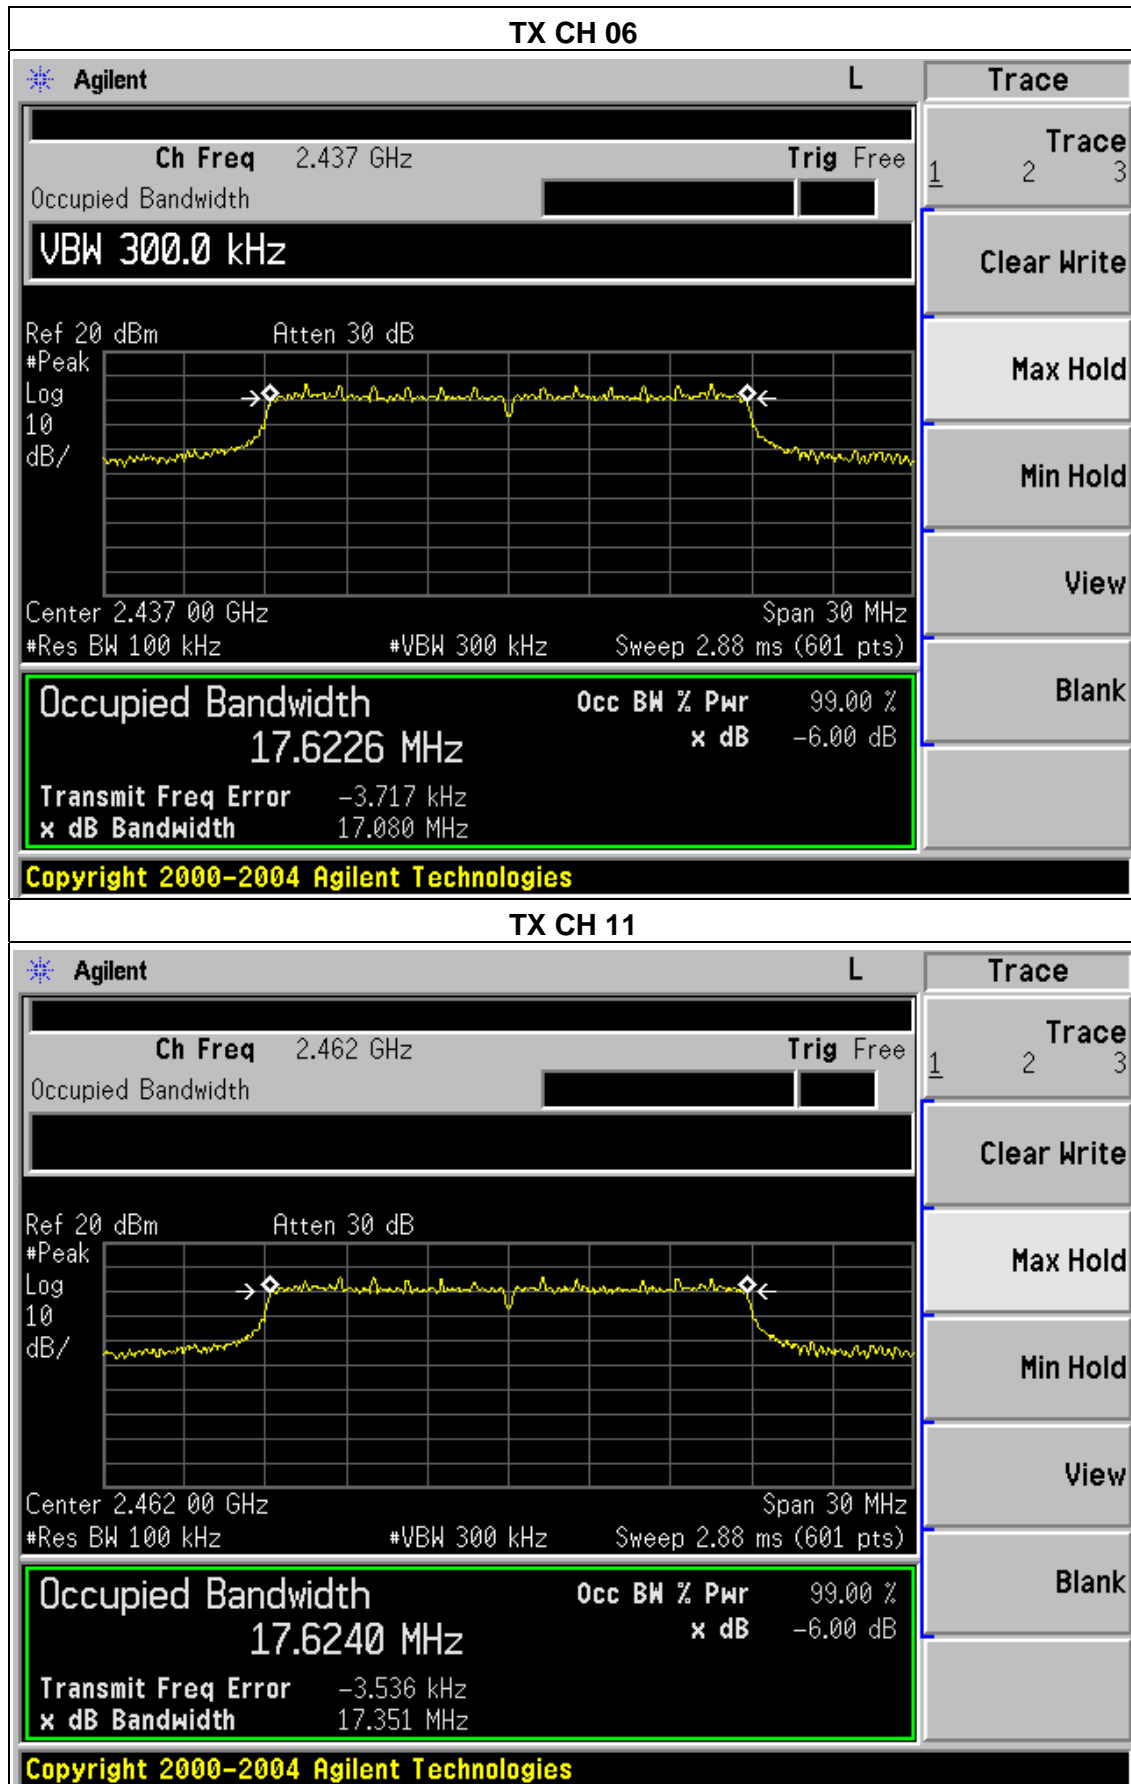 TX CH 06
Agilent L Trace
Ch Freq 2.437 GHz Trig Free
Occupied Bandwidth
VBW 300.0 kHz
Ref 20 dBm Atten 30 dB
#Peak
Log
10
dB/
Center 2.437 00 GHz Span 30 MHz
#Res BW 100 kHz #VBW 300 kHz Sweep 2.88 ms (601 pts)
Occupied Bandwidth Occ BW % Pwr 99.00 %
17.6226 MHz x dB -6.00 dB
Transmit Freq Error -3.717 kHz
x dB Bandwidth 17.080 MHz
Copyright 2000-2004 Agilent Technologies
Trace
1 2 3
Clear Write
Max Hold
Min Hold
View
Blank
TX CH 11
Agilent L Trace
Ch Freq 2.462 GHz Trig Free
Occupied Bandwidth
Ref 20 dBm Atten 30 dB
#Peak
Log
10
dB/
Center 2.462 00 GHz Span 30 MHz
#Res BW 100 kHz #VBW 300 kHz Sweep 2.88 ms (601 pts)
Occupied Bandwidth Occ BW % Pwr 99.00 %
17.6240 MHz x dB -6.00 dB
Transmit Freq Error -3.536 kHz
x dB Bandwidth 17.351 MHz
Copyright 2000-2004 Agilent Technologies
Trace
1 2 3
Clear Write
Max Hold
Min Hold
View
Blank